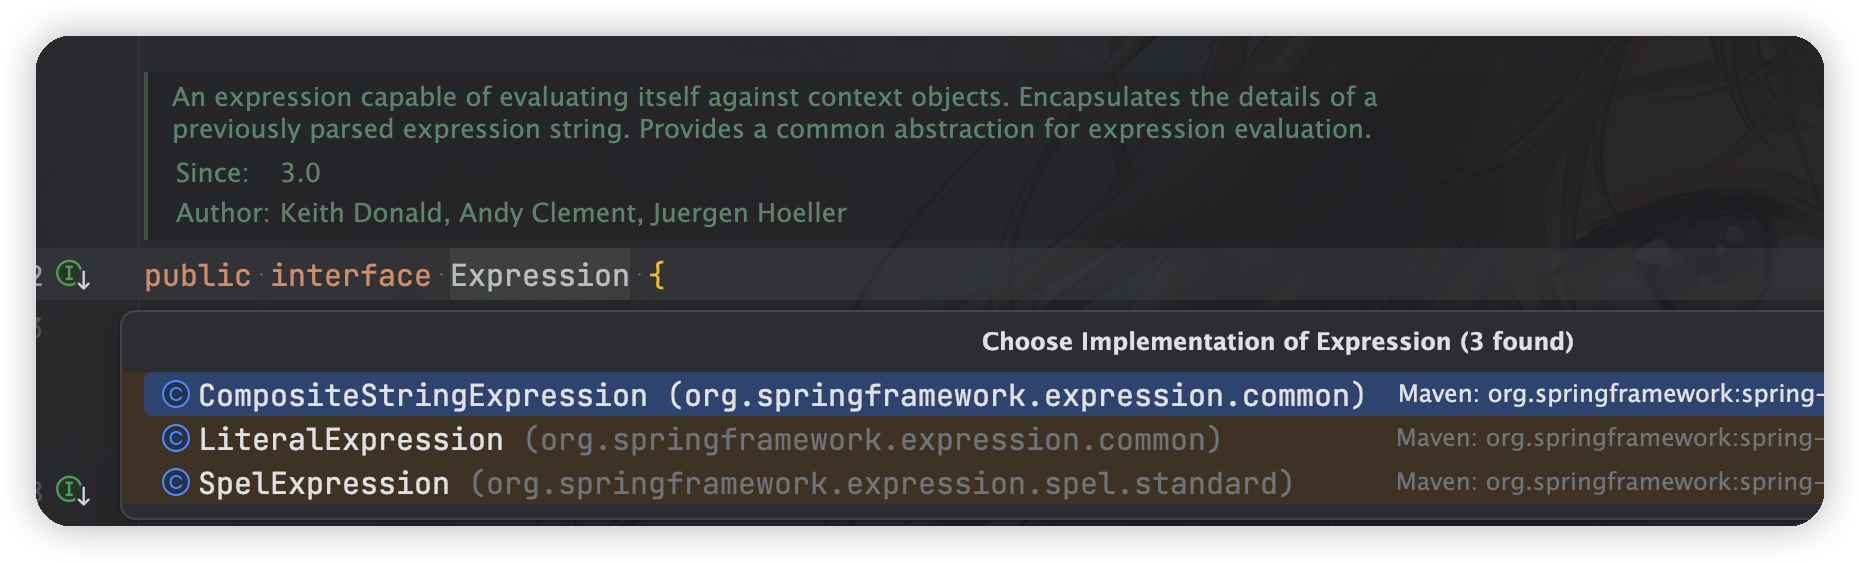 An expression capable of evaluating itself against context objects. Encapsulates the details of a
previously parsed expression string. Provides a common abstraction for expression evaluation.
Since: 3.0
Author: Keith Donald, Andy Clement, Juergen Hoeller
2 public interface Expression {
3
Choose Implementation of Expression (3 found)
CompositeStringExpression (org.springframework.expression.common) Maven: org.springframework:spring-
LiteralExpression (org.springframework.expression.common) Maven: org.springframework:spring-
SpelExpression (org.springframework.expression.spel.standard) Maven: org.springframework:spring-